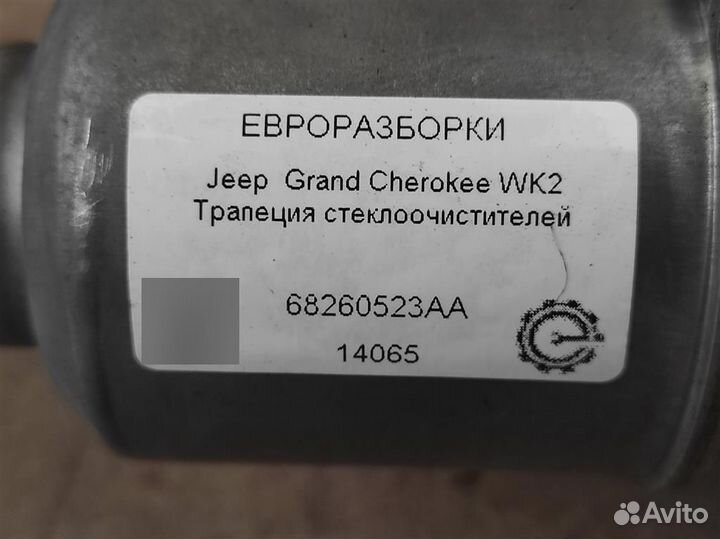 ЕВРОРАЗБОРКИ
Jeep Grand Cherokee WK2
Трапеция стеклоочистителей
68260523AA
14065
Avito